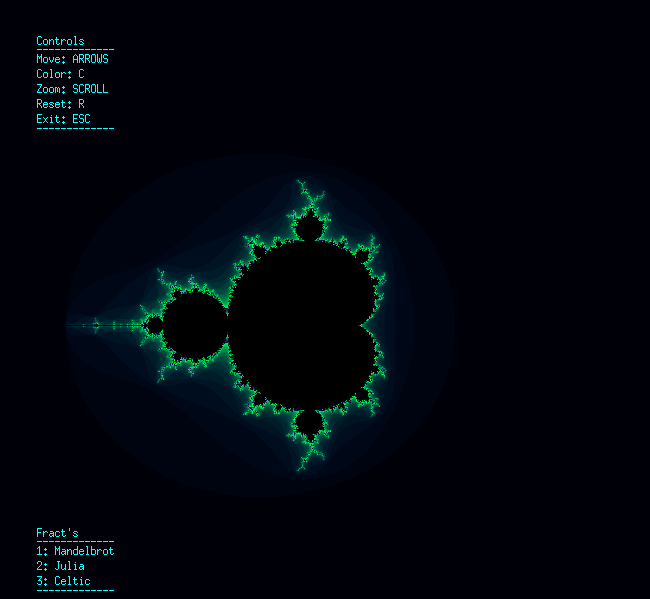 Controls
-------------
Move: ARROWS
Color: C
Zoom: SCROLL
Reset: R
Exit: ESC
-------------
Fract's
-------------
1: Mandelbrot
2: Julia
3: Celtic
-------------